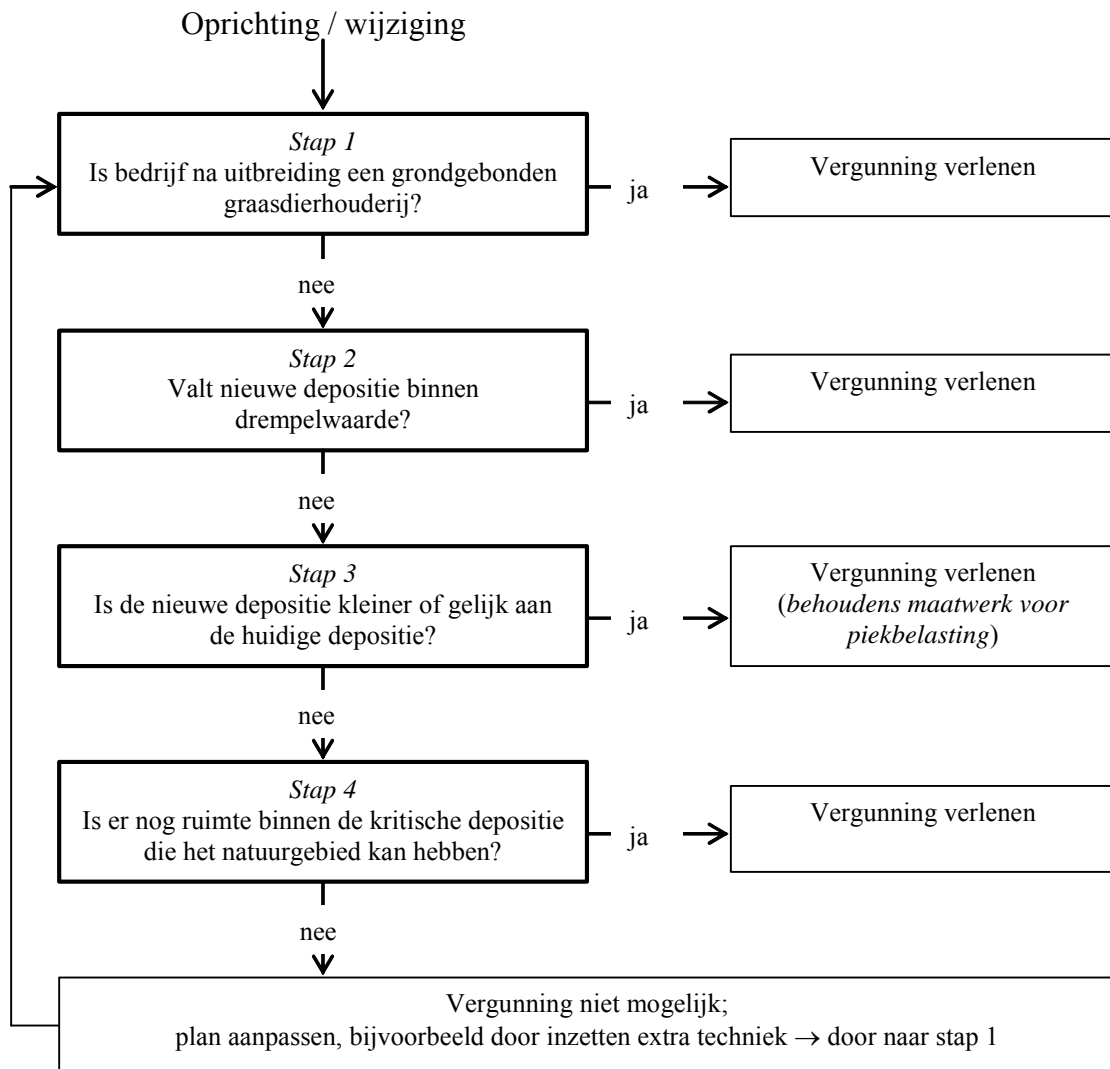 Oprichting / wijziging
Stap 1
Is bedrijf na uitbreiding een grondgebonden
graasdierhouderij?
ja
Vergunning verlenen
nee
Stap 2
Valt nieuwe depositie binnen
drempelwaarde?
ja
Vergunning verlenen
nee
Stap 3
Is de nieuwe depositie kleiner of gelijk aan
de huidige depositie?
ja
Vergunning verlenen
(behoudens maatwerk voor
piekbelasting)
nee
Stap 4
Is er nog ruimte binnen de kritische depositie
die het natuurgebied kan hebben?
ja
Vergunning verlenen
nee
Vergunning niet mogelijk;
plan aanpassen, bijvoorbeeld door inzetten extra techniek → door naar stap 1